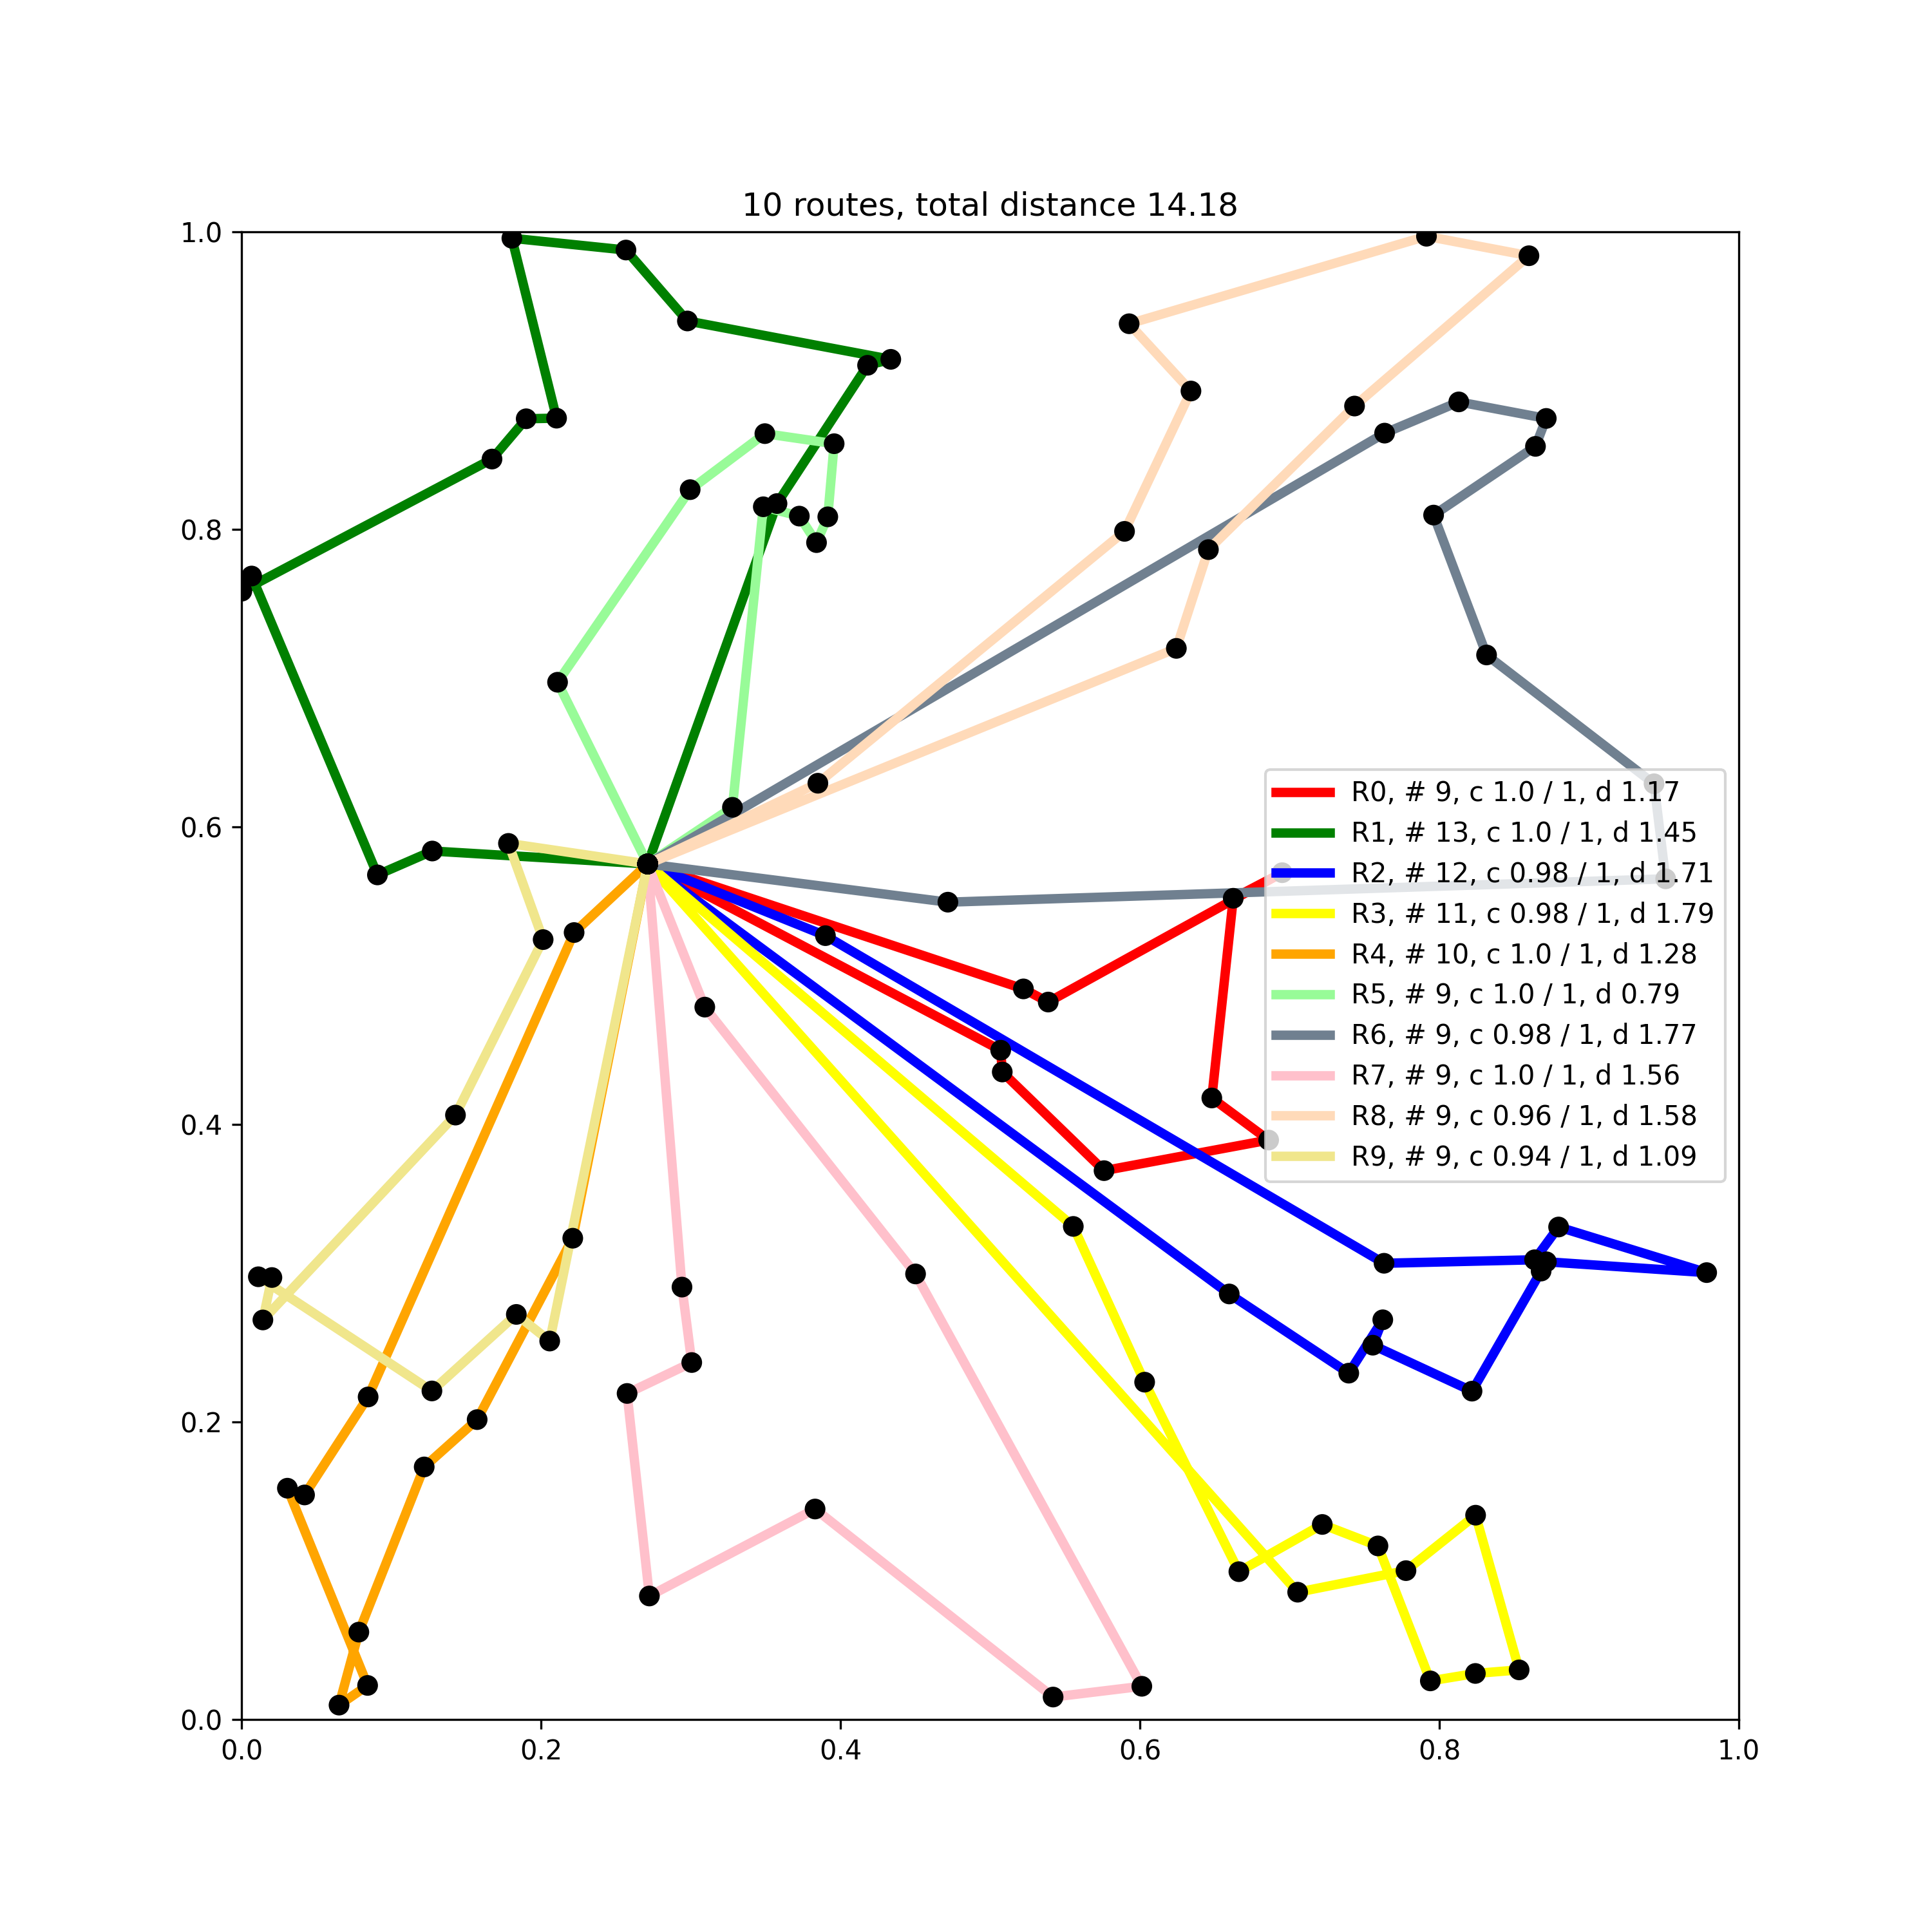 10 routes, total distance 14.18
1.0
0.8
0.6
0.4
0.2
0.0
0.0 0.2 0.4 0.6 0.8 1.0
R0, # 9, c 1.0 / 1, d 1.17
R1, # 13, c 1.0 / 1, d 1.45
R2, # 12, c 0.98 / 1, d 1.71
R3, # 11, c 0.98 / 1, d 1.79
R4, # 10, c 1.0 / 1, d 1.28
R5, # 9, c 1.0 / 1, d 0.79
R6, # 9, c 0.98 / 1, d 1.77
R7, # 9, c 1.0 / 1, d 1.56
R8, # 9, c 0.96 / 1, d 1.58
R9, # 9, c 0.94 / 1, d 1.09